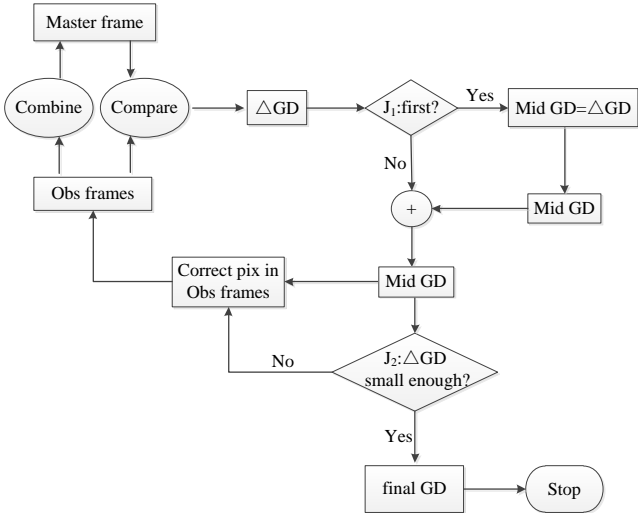 Master frame
Combine
Compare
△GD
J₁:first?
Yes
Mid GD=△GD
No
Obs frames
+
Mid GD
Correct pix in
Obs frames
Mid GD
No
J₂:△GD
small enough?
Yes
final GD
Stop